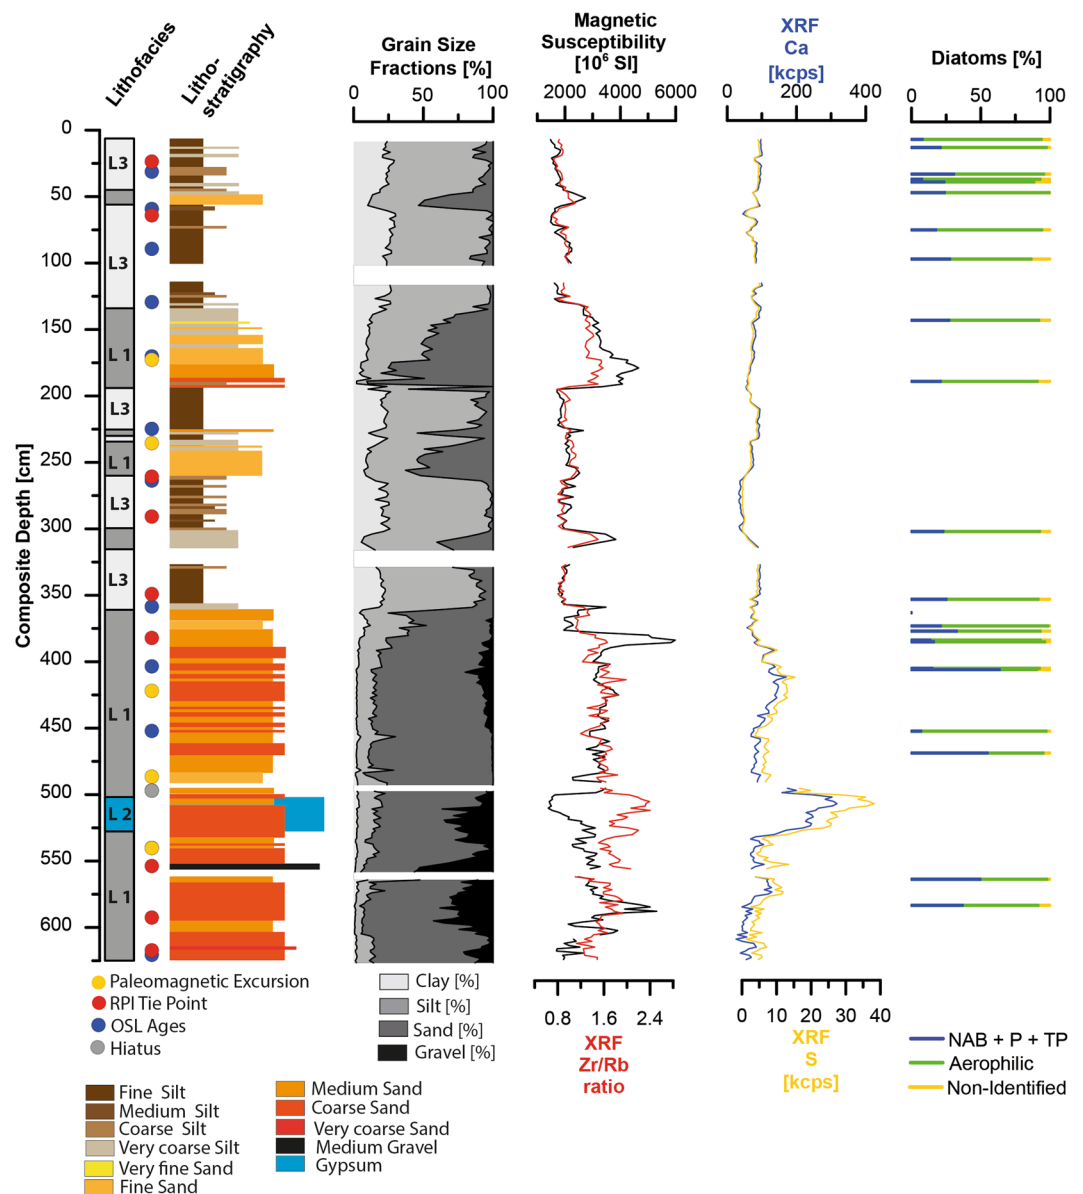 Lithofacies
Litho-
stratigraphy
Grain Size
Fractions [%]
Magnetic
Susceptibility
[10⁶ SI]
XRF
Ca
[kcps]
Diatoms [%]
0 50 100
2000 4000 6000
0 200 400
0 50 100
Composite Depth [cm]
0
50
100
150
200
250
300
350
400
450
500
550
600
L3
L3
L 1
L3
L 1
L3
L3
L 1
L 2
L 1
0.8 1.6 2.4
XRF
Zr/Rb
ratio
0 10 20 30 40
XRF
S
[kcps]
Paleomagnetic Excursion
RPI Tie Point
OSL Ages
Hiatus
Clay [%]
Silt [%]
Sand [%]
Gravel [%]
NAB + P + TP
Aerophilic
Non-Identified
Fine Silt
Medium Silt
Coarse Silt
Very coarse Silt
Very fine Sand
Fine Sand
Medium Sand
Coarse Sand
Very coarse Sand
Medium Gravel
Gypsum